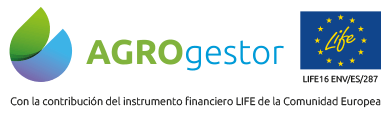 AGROgestor
Life
LIFE16 ENV/ES/287
Con la contribución del instrumento financiero LIFE de la Comunidad Europea